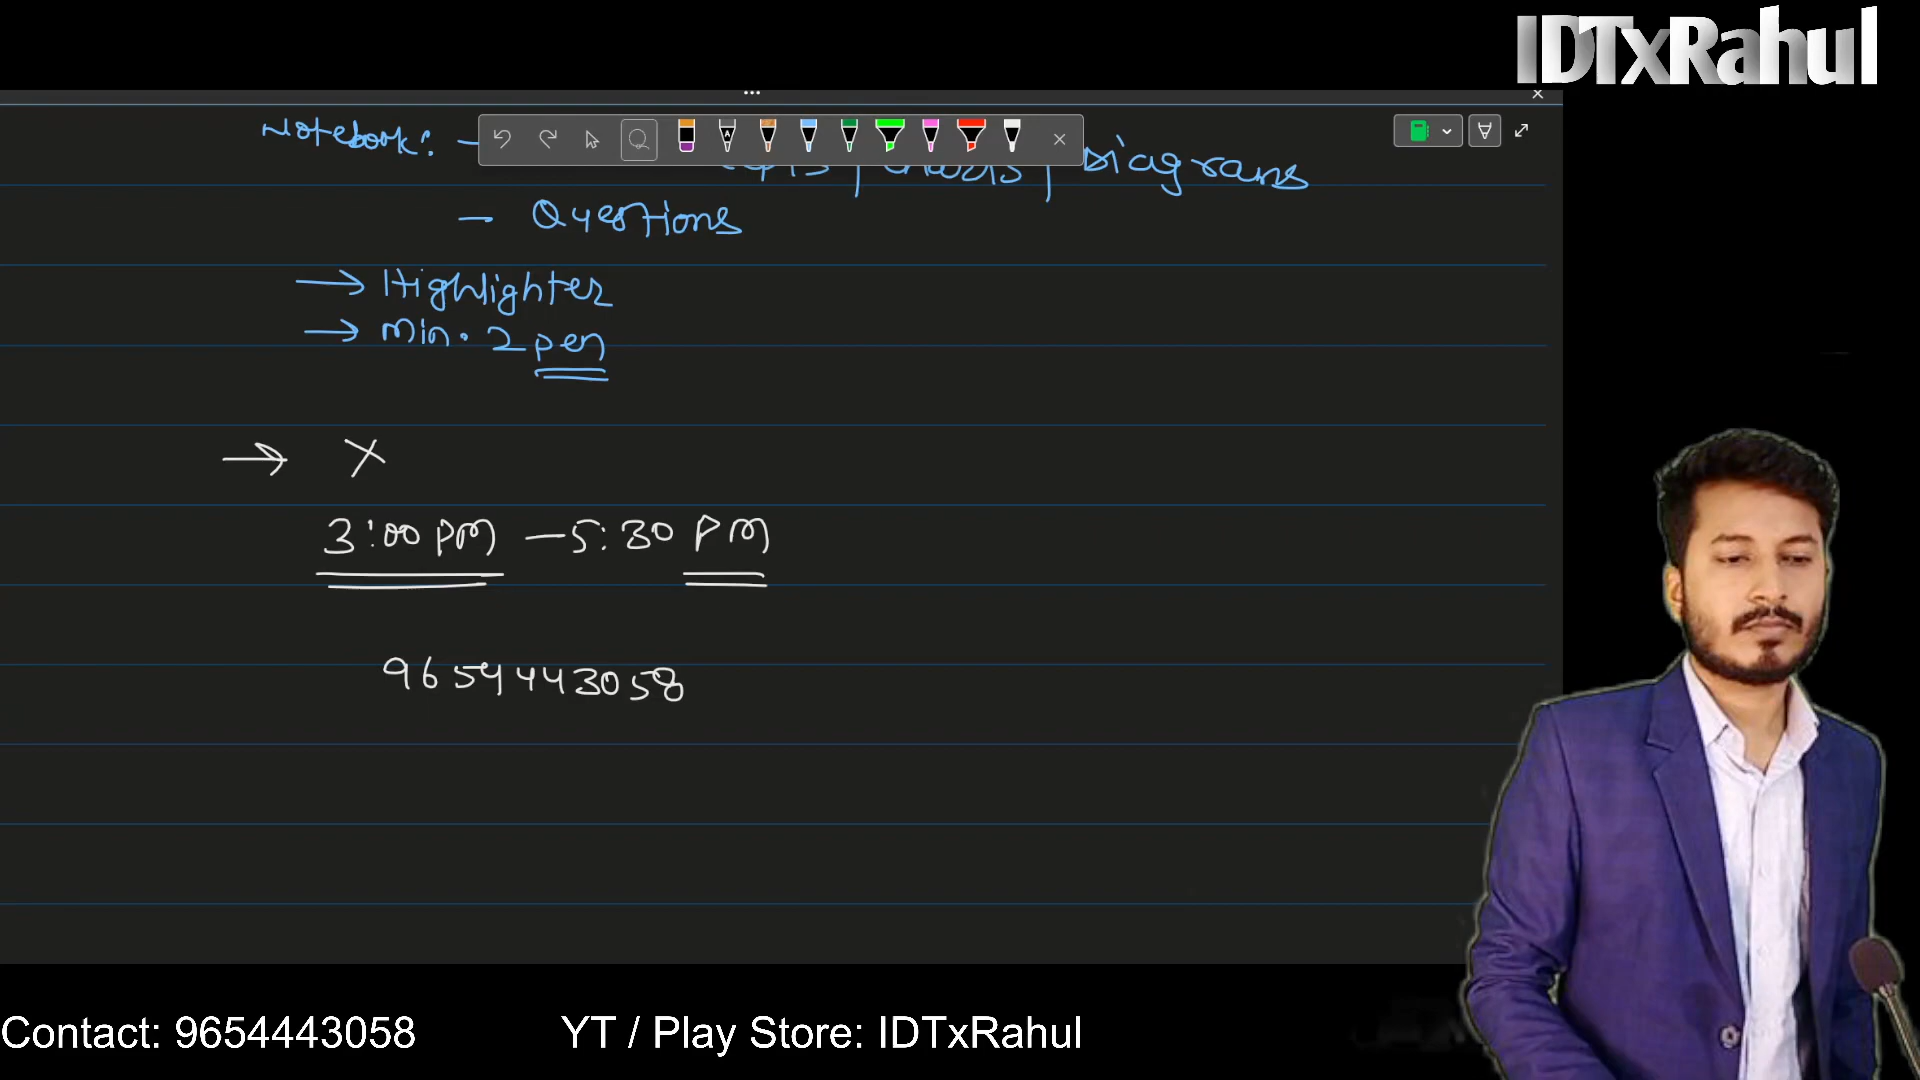 IDTxRahul
Notebook: -
Diagrams
- Questions
→ Highlighter
→ Min. 2 pen
→ X
3:00 PM - 5:30 PM
9654443058
Contact: 9654443058
YT / Play Store: IDTxRahul